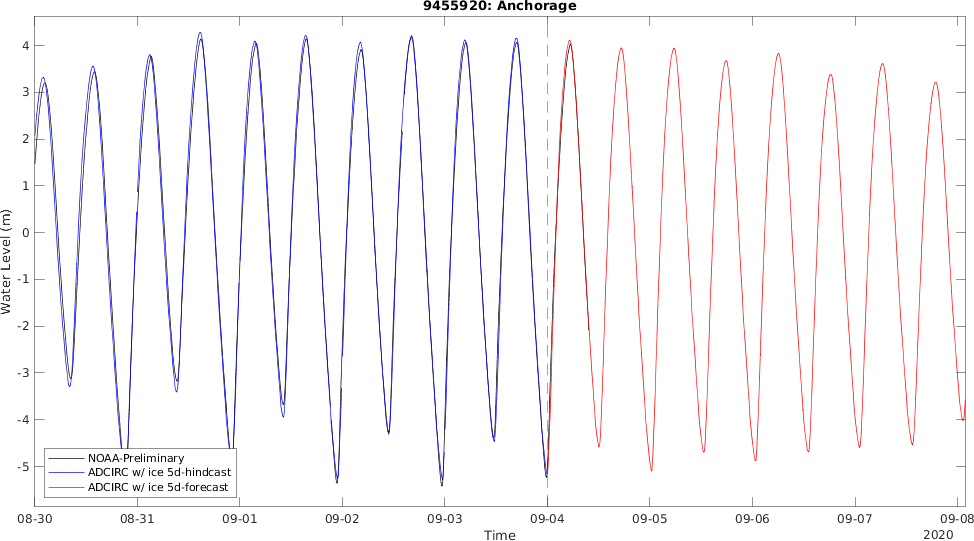 9455920: Anchorage
4
3
2
1
0
-1
-2
-3
-4
-5
Water Level (m)
NOAA-Preliminary
ADCIRC w/ ice 5d-hindcast
ADCIRC w/ ice 5d-forecast
08-30 08-31 09-01 09-02 09-03 09-04 09-05 09-06 09-07 09-08
Time
2020